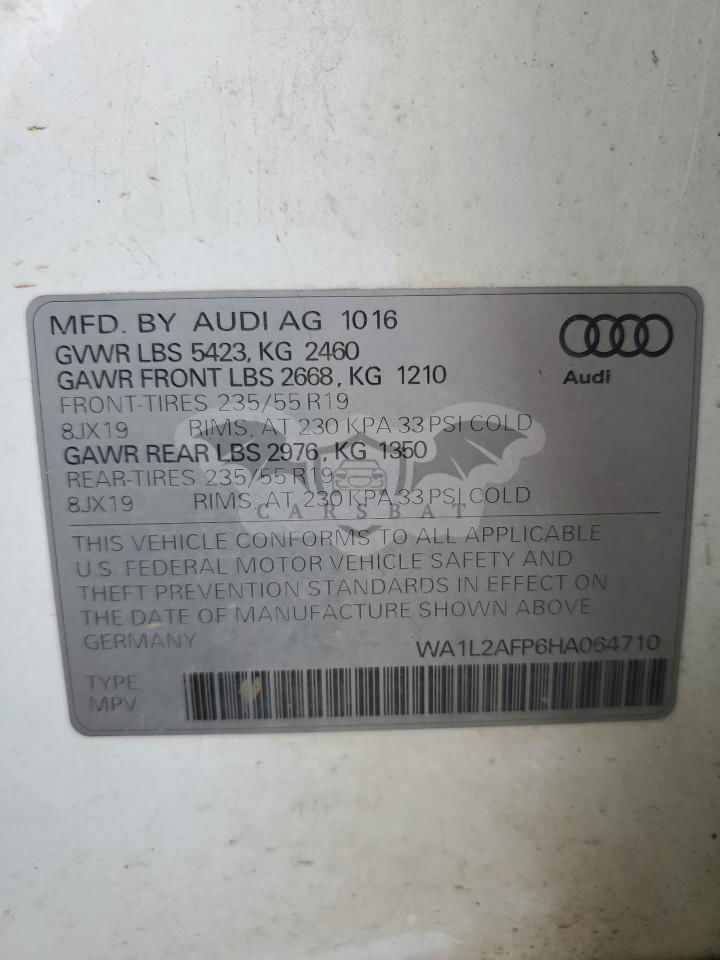 MFD. BY AUDI AG 1016
GVWR LBS 5423, KG 2460
GAWR FRONT LBS 2668, KG 1210
FRONT-TIRES 235/55 R19
8JX19 RIMS, AT 230 KPA 33 PSI COLD
GAWR REAR LBS 2976, KG 1350
REAR-TIRES 235/55 R19
8JX19 RIMS, AT 230 KPA 33 PSI COLD
Audi
CARSBAT
THIS VEHICLE CONFORMS TO ALL APPLICABLE
U.S. FEDERAL MOTOR VEHICLE SAFETY AND
THEFT PREVENTION STANDARDS IN EFFECT ON
THE DATE OF MANUFACTURE SHOWN ABOVE.
GERMANY WA1L2AFP6HA064710
TYPE
MPV